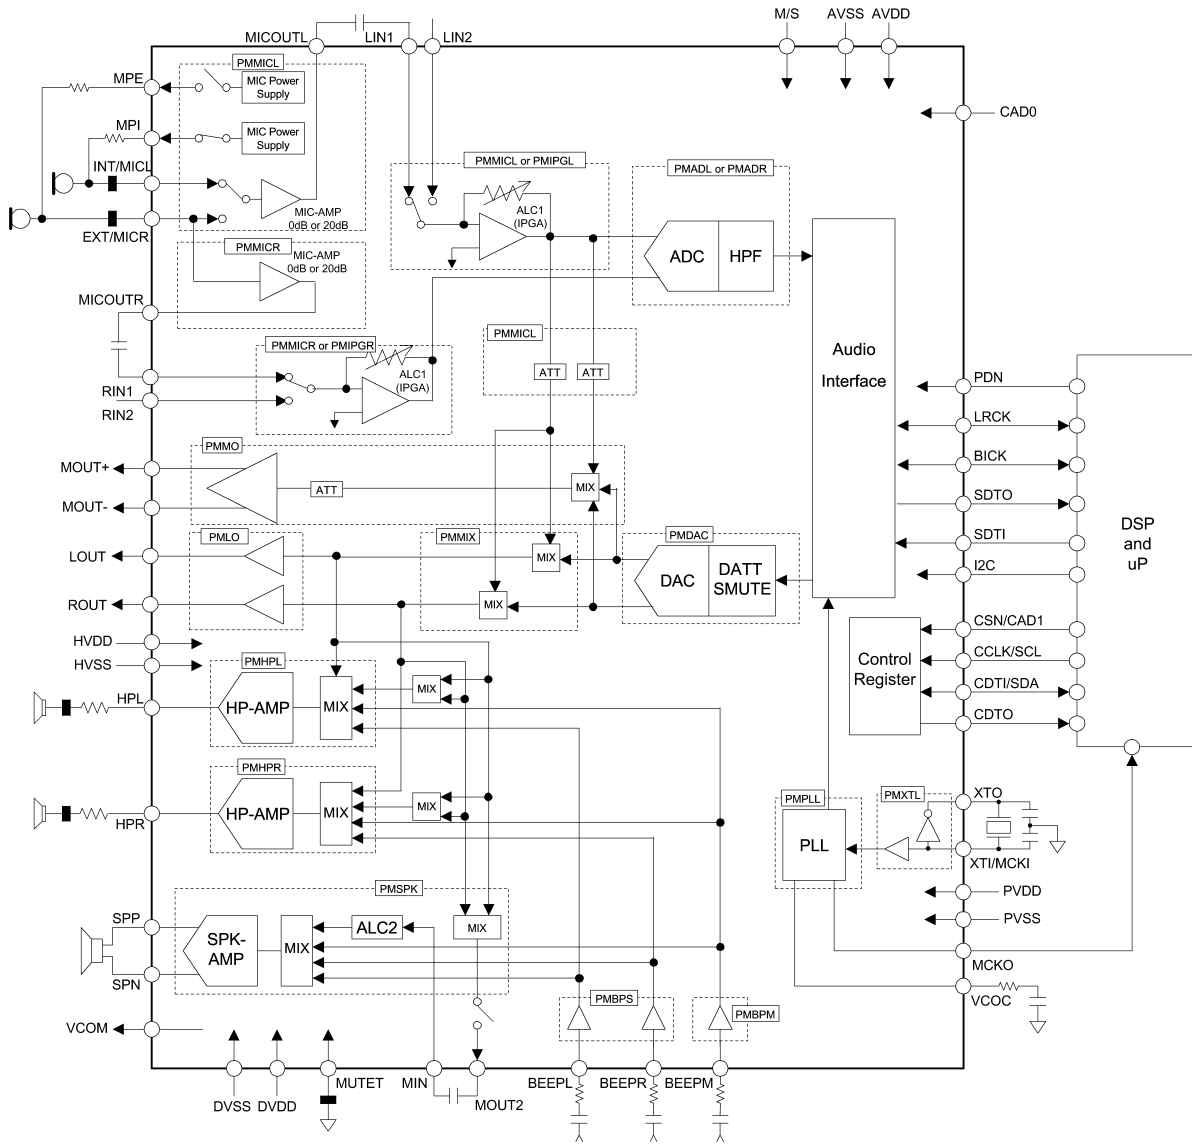 M/S
AVSS
AVDD
MICOUTL
LIN1
LIN2
PMMICL
MPE
MIC Power
Supply
CAD0
MPI
MIC Power
Supply
INT/MICL
PMMICL or PMIPGL
PMADL or PMADR
ALC1
(IPGA)
MIC-AMP
0dB or 20dB
EXT/MICR
PMMICR
MIC-AMP
0dB or 20dB
ADC
HPF
MICOUTR
PMMICL
PMMICR or PMIPGR
Audio
Interface
ATT
ATT
ALC1
(IPGA)
RIN1
RIN2
PDN
LRCK
PMMO
MOUT+
BICK
MIX
ATT
MOUT-
SDTO
DSP
and
uP
PMLO
PMMIX
PMDAC
SDTI
LOUT
MIX
I2C
DAC
DATT
SMUTE
ROUT
MIX
CSN/CAD1
HVDD
HVSS
CCLK/SCL
PMHPL
Control
Register
CDTI/SDA
HPL
HP-AMP
MIX
MIX
CDTO
PMHPR
PMPLL
PMXTL
XTO
HP-AMP
MIX
MIX
HPR
PLL
XTI/MCKI
PMSPK
PVDD
SPP
ALC2
MIX
PVSS
SPK-
AMP
MIX
MCKO
SPN
PMBPS
PMBPM
VCOC
VCOM
MUTET
MIN
MOUT2
BEEPL
BEEPR
BEEPM
DVSS
DVDD